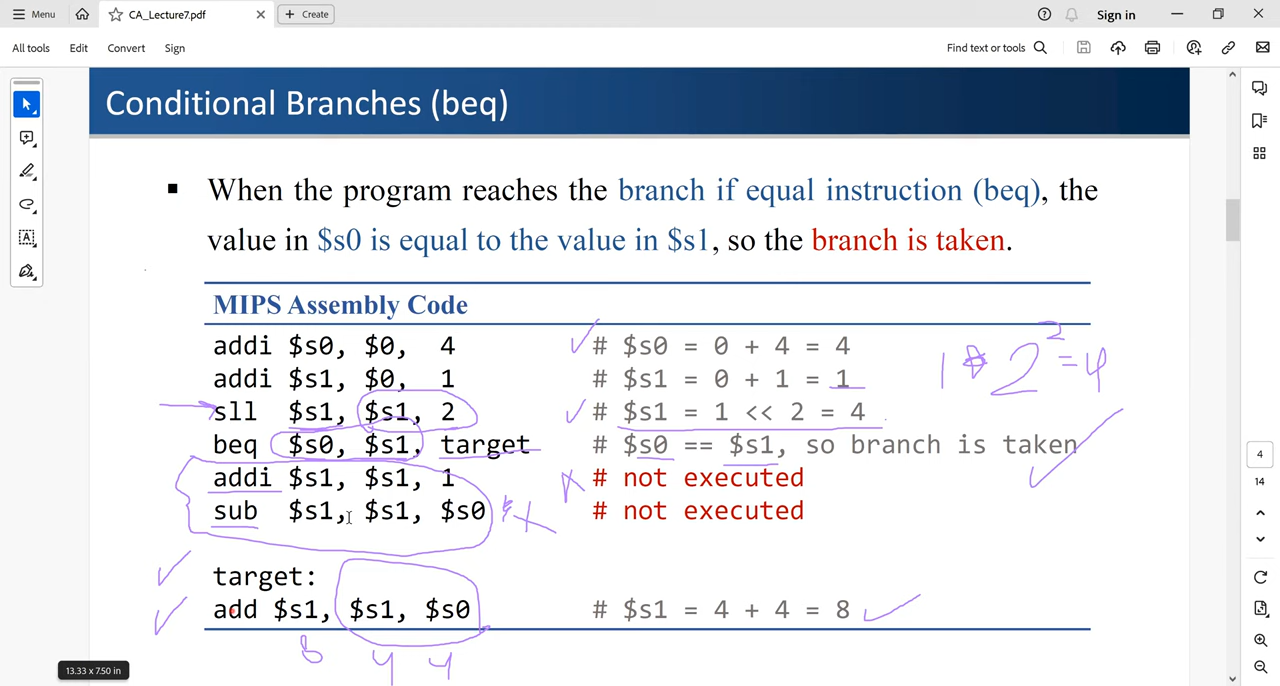 Menu CA_Lecture7.pdf Create Sign in
All tools Edit Convert Sign Find text or tools
Conditional Branches (beq)
When the program reaches the branch if equal instruction (beq), the
value in $s0 is equal to the value in $s1, so the branch is taken.
MIPS Assembly Code
addi $s0, $0, 4 # $s0 = 0 + 4 = 4
addi $s1, $0, 1 # $s1 = 0 + 1 = 1
1 * 2² = 4
sll $s1, $s1, 2 # $s1 = 1 << 2 = 4
beq $s0, $s1, target # $s0 == $s1, so branch is taken
addi $s1, $s1, 1 # not executed
sub $s1, $s1, $s0 # not executed
target:
add $s1, $s1, $s0 # $s1 = 4 + 4 = 8
4 4
4
14
13.33 x 7.50 in